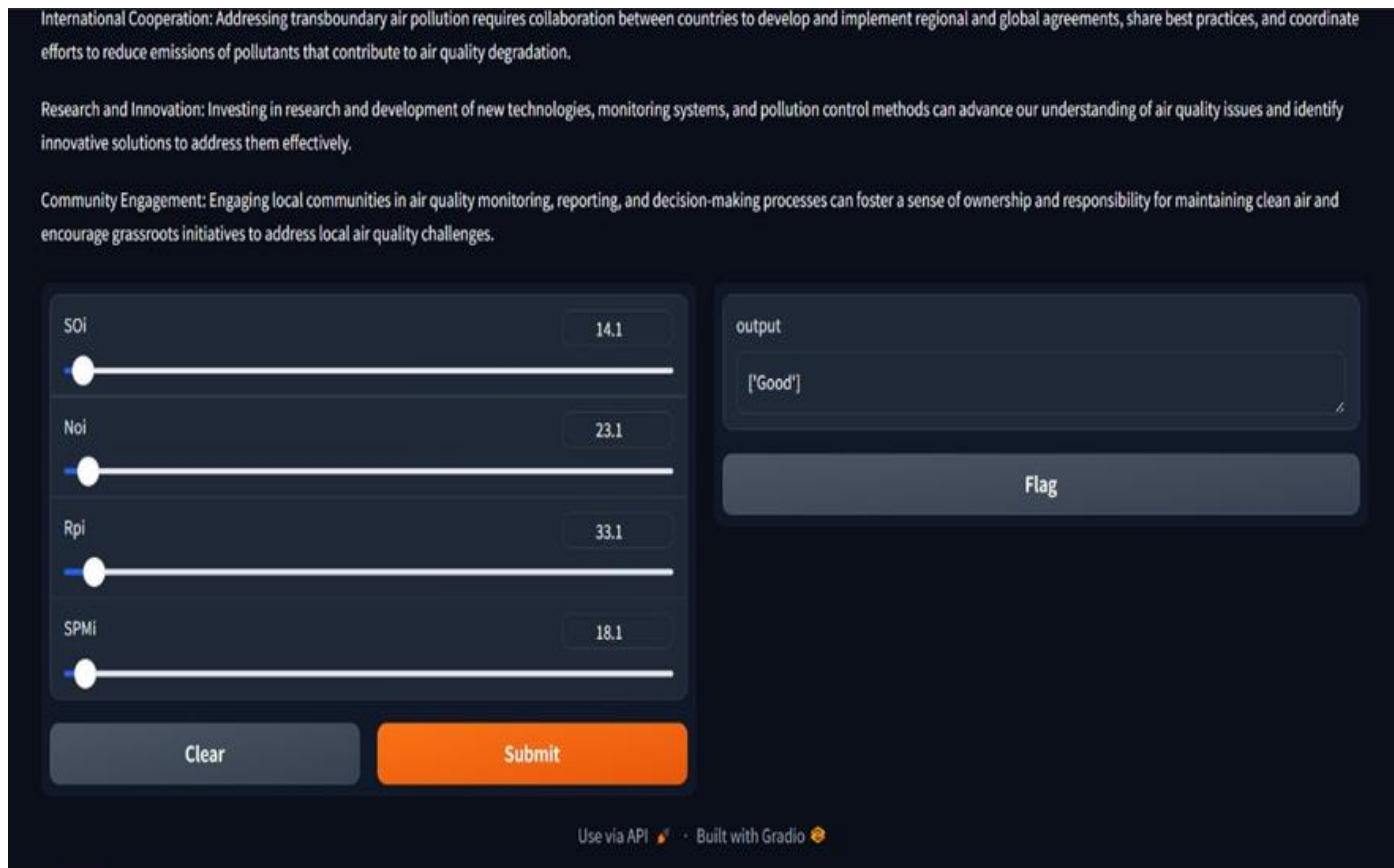 International Cooperation: Addressing transboundary air pollution requires collaboration between countries to develop and implement regional and global agreements, share best practices, and coordinate
efforts to reduce emissions of pollutants that contribute to air quality degradation.
Research and Innovation: Investing in research and development of new technologies, monitoring systems, and pollution control methods can advance our understanding of air quality issues and identify
innovative solutions to address them effectively.
Community Engagement: Engaging local communities in air quality monitoring, reporting, and decision-making processes can foster a sense of ownership and responsibility for maintaining clean air and
encourage grassroots initiatives to address local air quality challenges.
SOi 14.1
Noi 23.1
Rpi 33.1
SPMi 18.1
Clear Submit
output
['Good']
Flag
Use via API · Built with Gradio